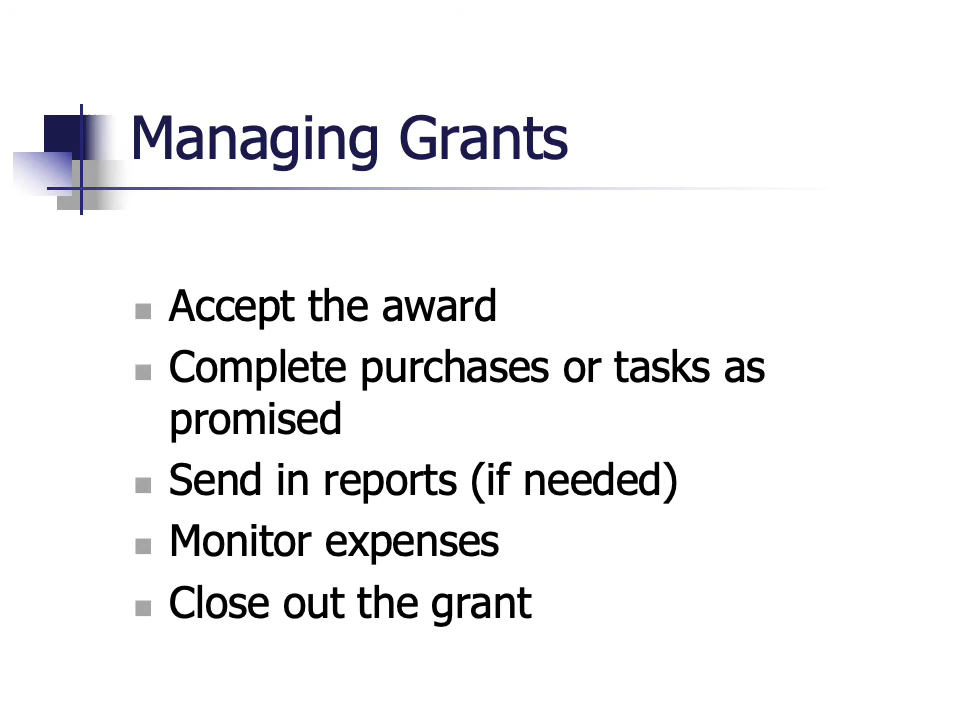 Managing Grants
Accept the award
Complete purchases or tasks as
promised
Send in reports (if needed)
Monitor expenses
Close out the grant